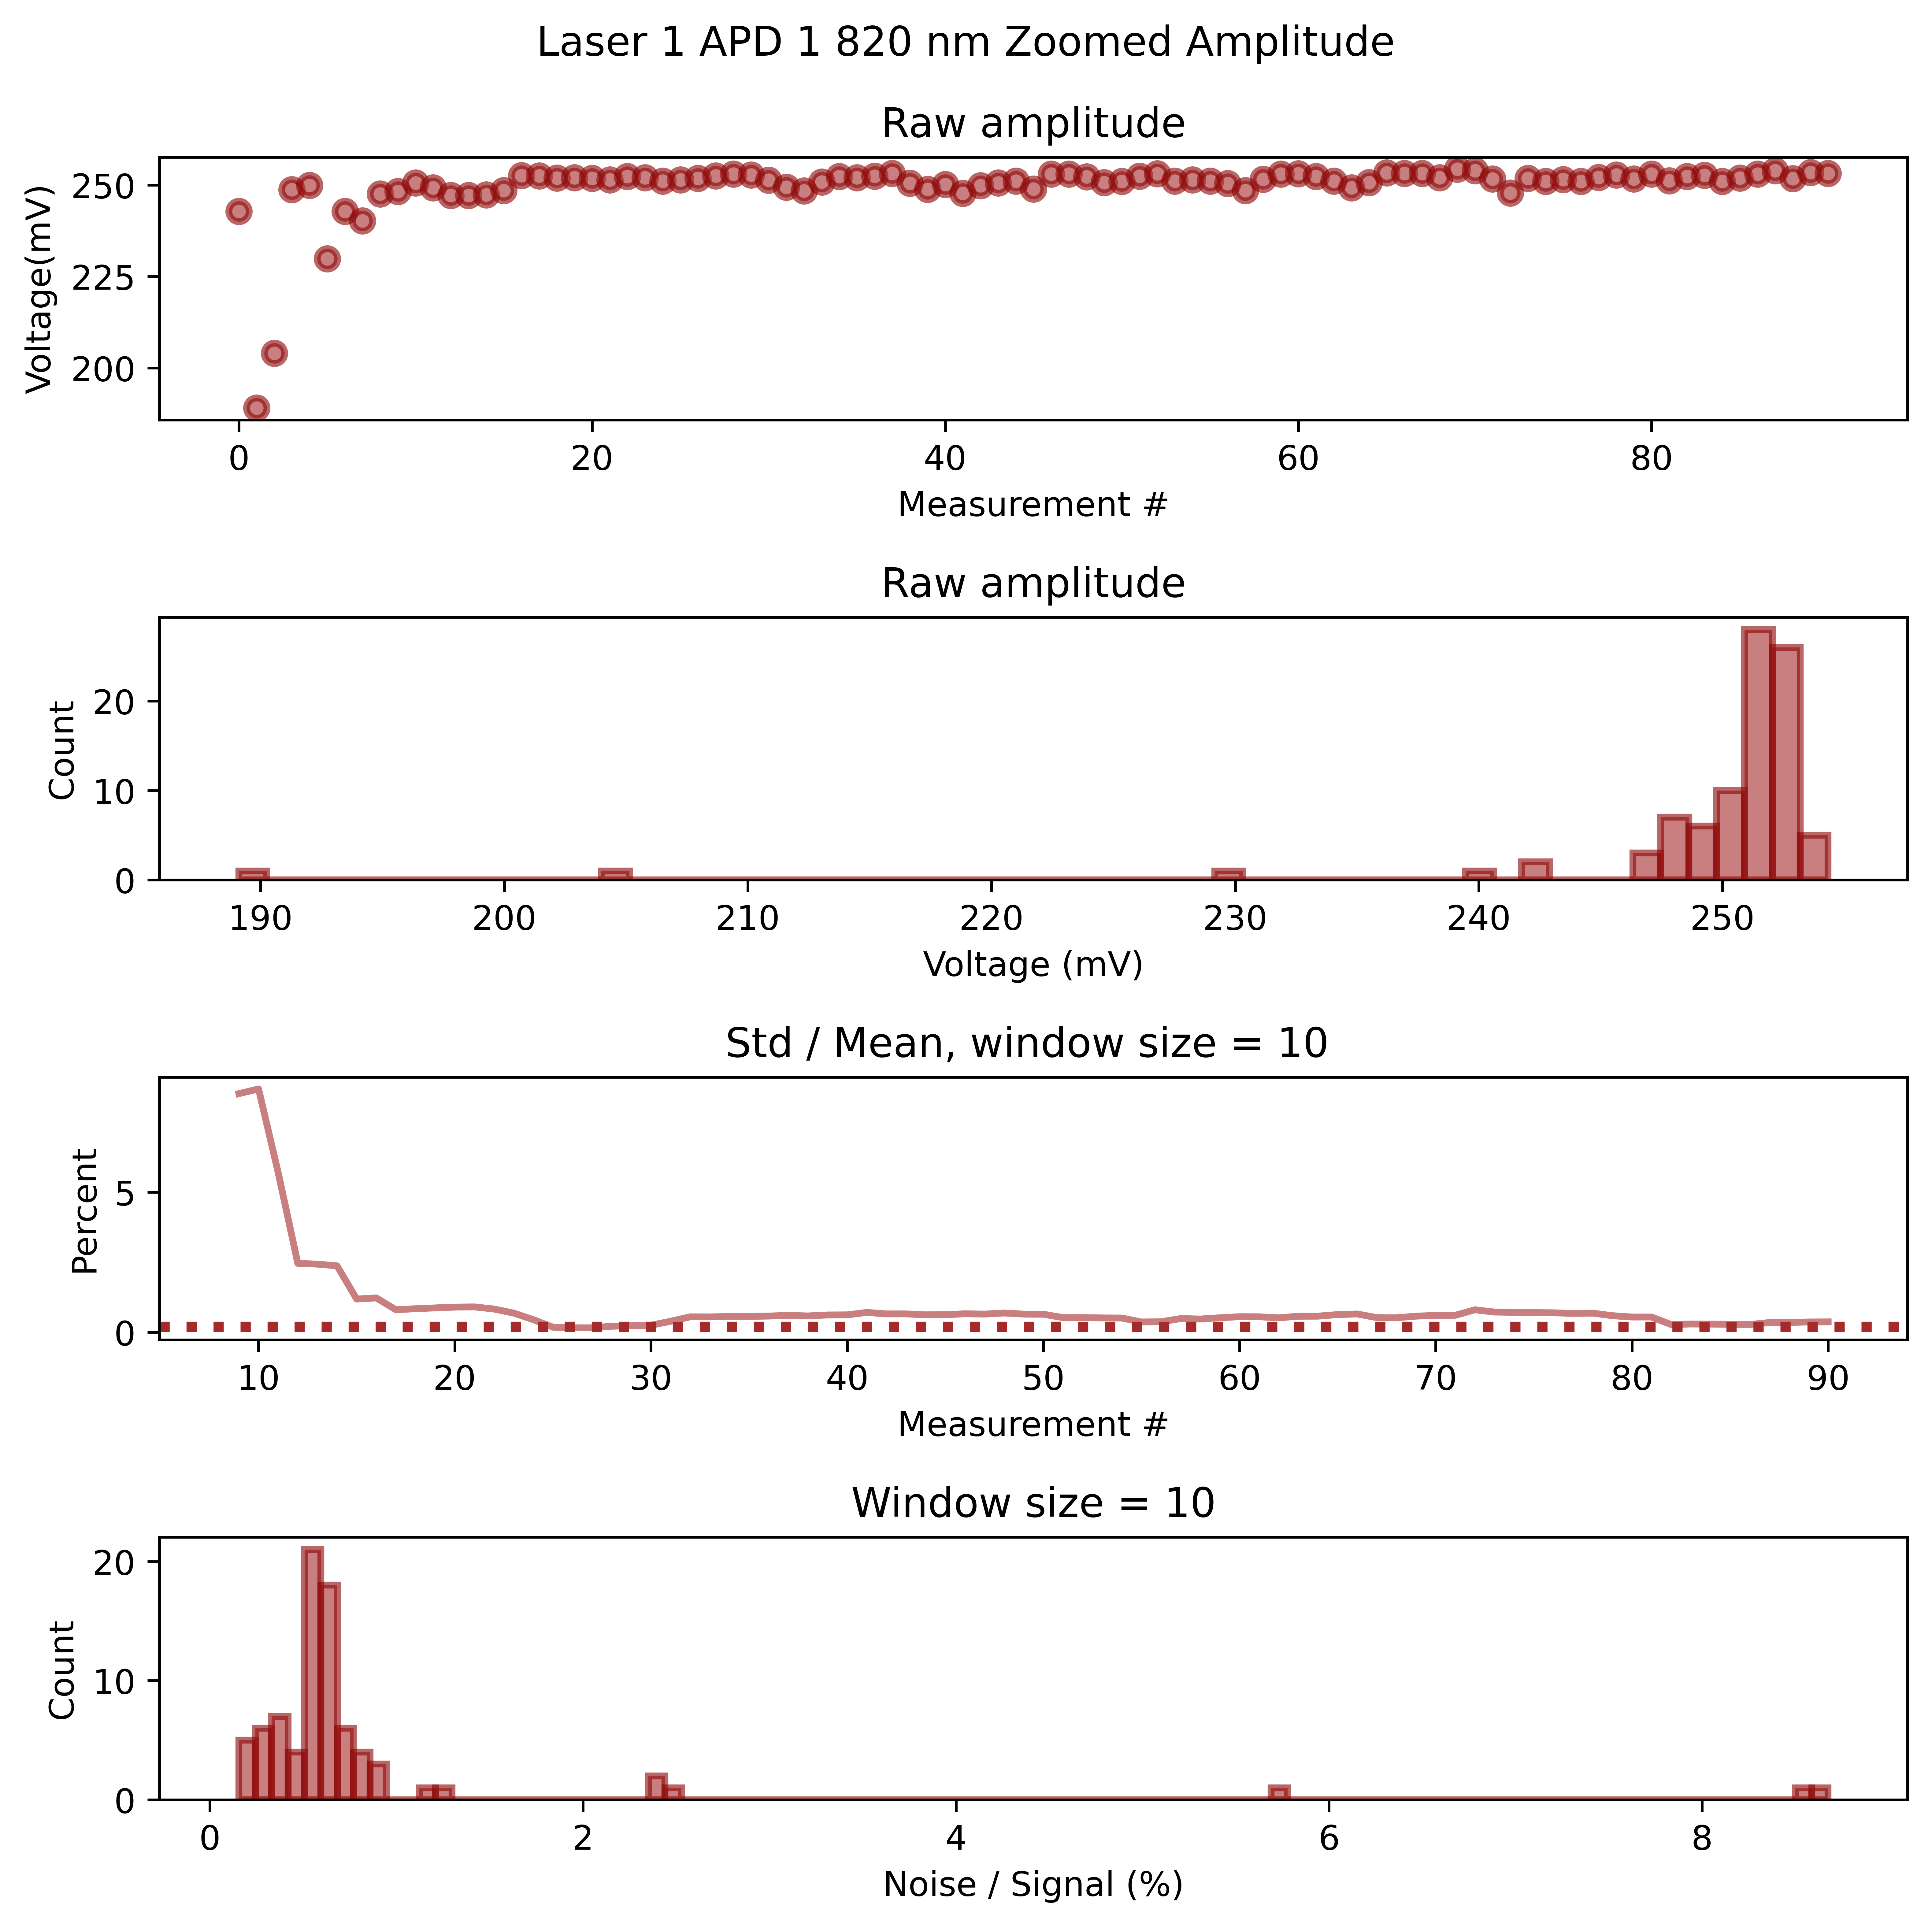 Laser 1 APD 1 820 nm Zoomed Amplitude
Raw amplitude
Voltage(mV)
250
225
200
0 20 40 60 80
Measurement #
Raw amplitude
Count
20
10
0
190 200 210 220 230 240 250
Voltage (mV)
Std / Mean, window size = 10
Percent
5
0
10 20 30 40 50 60 70 80 90
Measurement #
Window size = 10
Count
20
10
0
0 2 4 6 8
Noise / Signal (%)